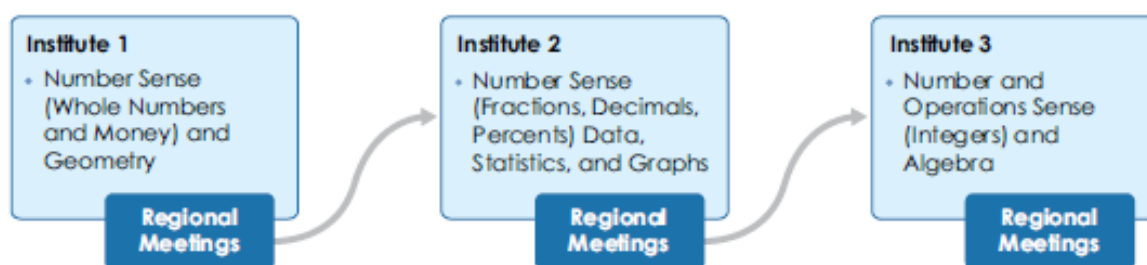 Institute 1
• Number Sense
(Whole Numbers
and Money) and
Geometry
Regional
Meetings
Institute 2
• Number Sense
(Fractions, Decimals,
Percents) Data,
Statistics, and Graphs
Regional
Meetings
Institute 3
• Number and
Operations Sense
(Integers) and
Algebra
Regional
Meetings